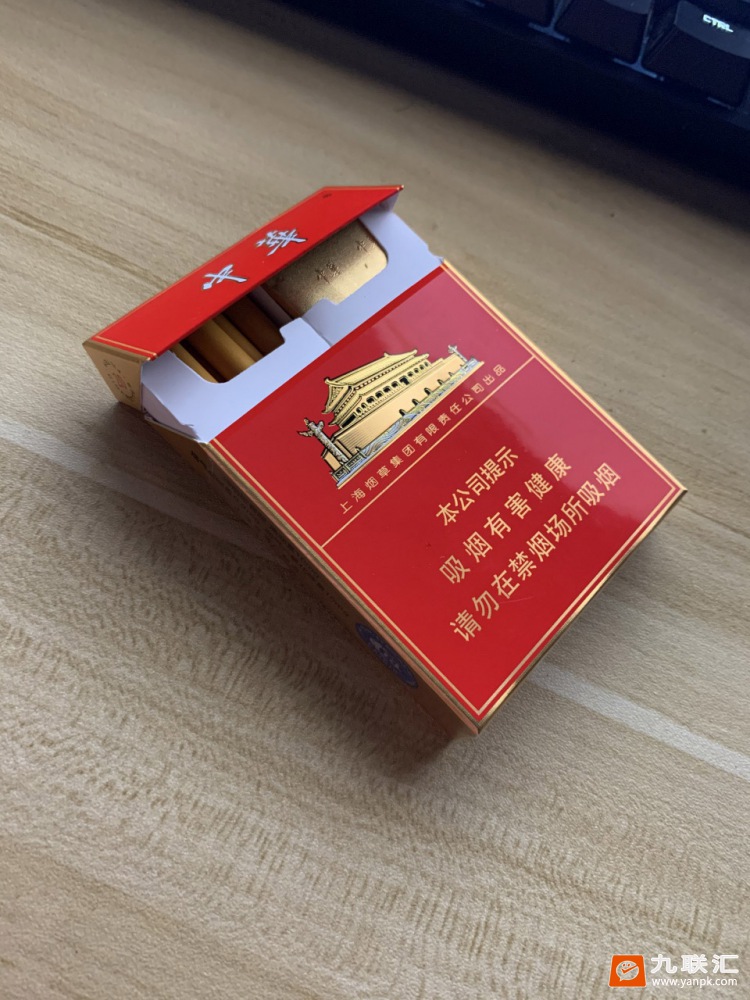 CTRL
中華
上海烟草集团有限责任公司出品
本公司提示
吸烟有害健康
请勿在禁烟场所吸烟
九联汇
www.yanpk.com